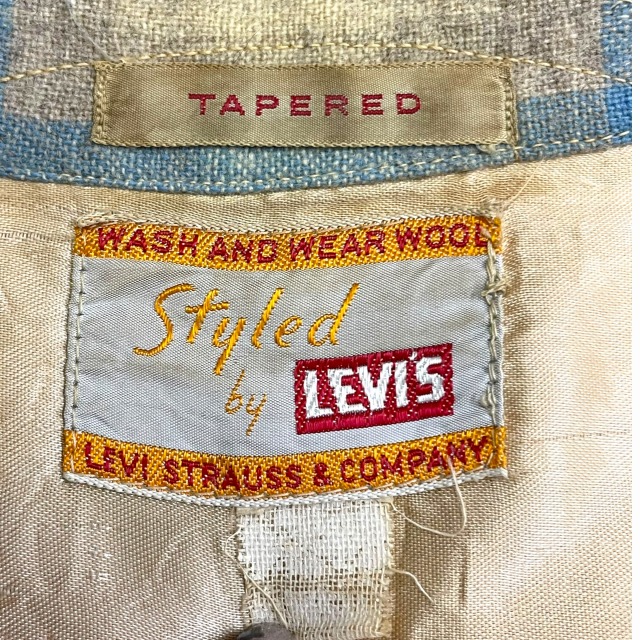 TAPERED
WASH AND WEAR WOOL
Styled
by LEVI'S
LEVI STRAUSS & COMPANY